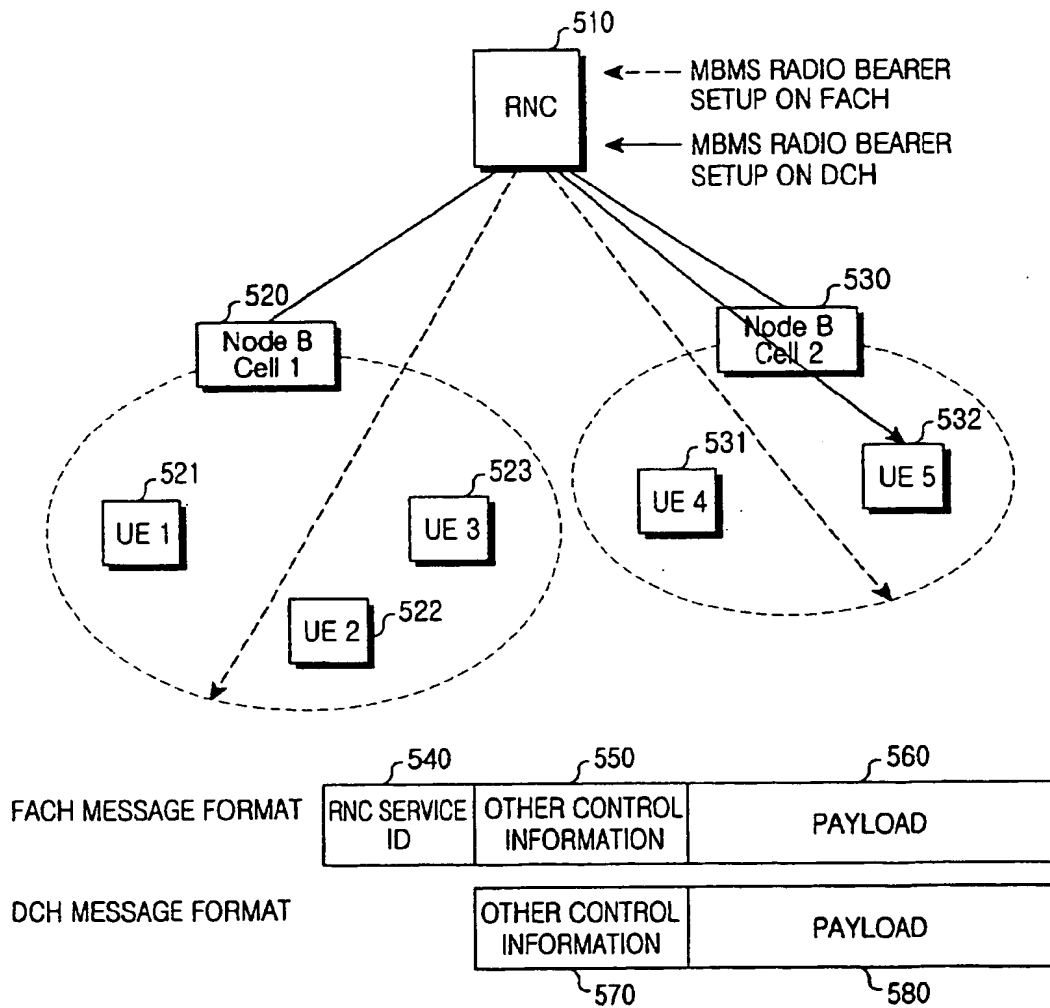 510
RNC
MBMS RADIO BEARER
SETUP ON FACH
MBMS RADIO BEARER
SETUP ON DCH
520
Node B
Cell 1
530
Node B
Cell 2
521
UE 1
523
UE 3
UE 2
522
531
UE 4
532
UE 5
540
550
560
FACH MESSAGE FORMAT
RNC SERVICE
ID
OTHER CONTROL
INFORMATION
PAYLOAD
DCH MESSAGE FORMAT
OTHER CONTROL
INFORMATION
PAYLOAD
570
580